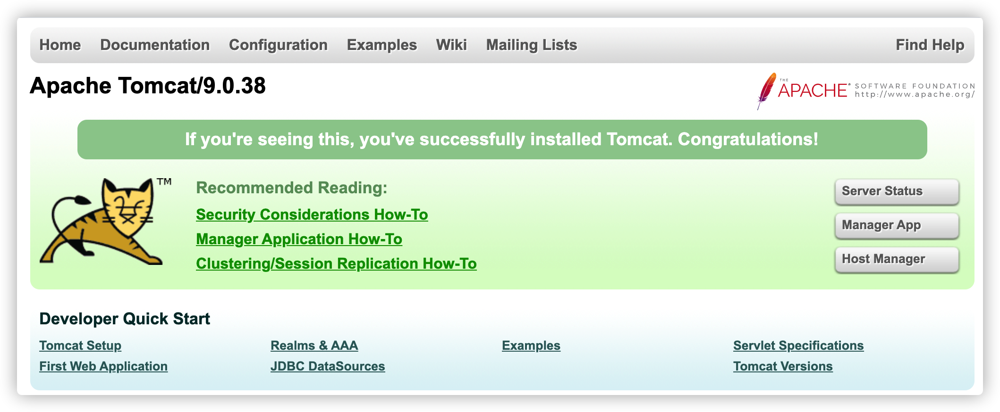 Home Documentation Configuration Examples Wiki Mailing Lists Find Help
Apache Tomcat/9.0.38
THE APACHE® SOFTWARE FOUNDATION
http://www.apache.org/
If you're seeing this, you've successfully installed Tomcat. Congratulations!
TM
Recommended Reading:
Security Considerations How-To
Manager Application How-To
Clustering/Session Replication How-To
Server Status
Manager App
Host Manager
Developer Quick Start
Tomcat Setup
First Web Application
Realms & AAA
JDBC DataSources
Examples
Servlet Specifications
Tomcat Versions